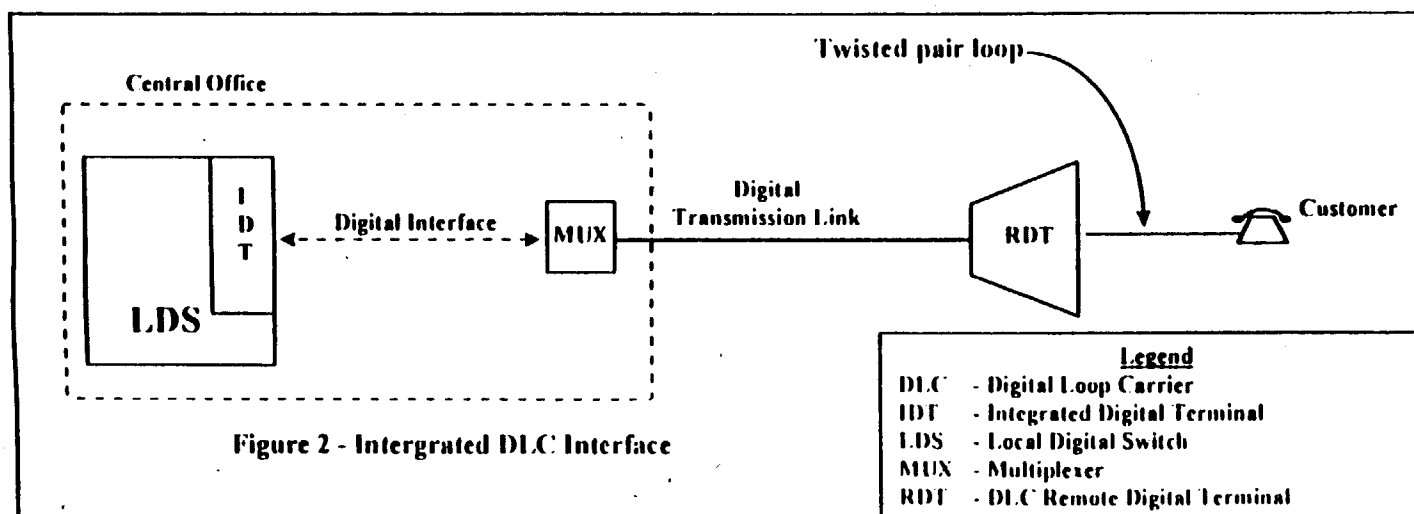 Twisted pair loop
Central Office
I
D
T
LDS
Digital Interface
MUX
Digital
Transmission Link
RDT
Customer
Figure 2 - Intergrated DLC Interface
Legend
DLC - Digital Loop Carrier
IDT - Integrated Digital Terminal
LDS - Local Digital Switch
MUX - Multiplexer
RDT - DLC Remote Digital Terminal